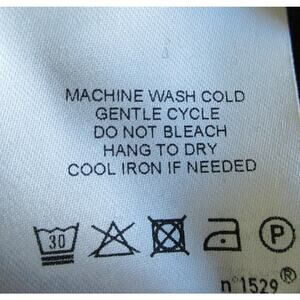 MACHINE WASH COLD
GENTLE CYCLE
DO NOT BLEACH
HANG TO DRY
COOL IRON IF NEEDED
30 P
n°1529®